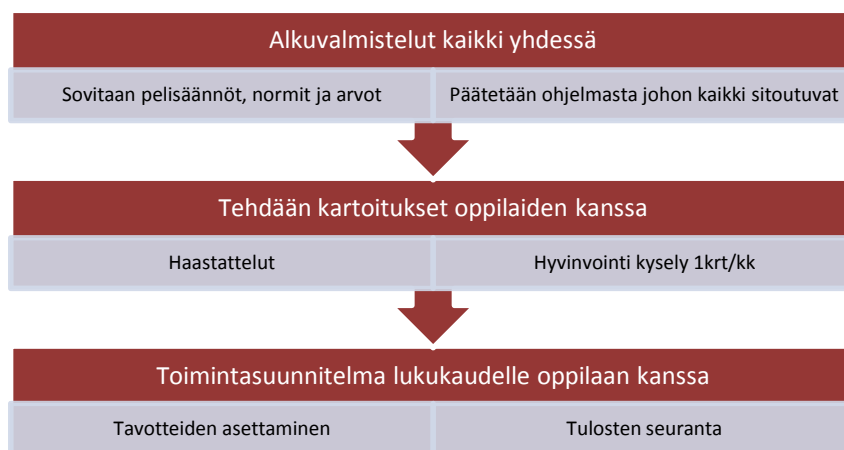 Alkuvalmistelut kaikki yhdessä
Sovitaan pelisäännöt, normit ja arvot
Päätetään ohjelmasta johon kaikki sitoutuvat
Tehdään kartoitukset oppilaiden kanssa
Haastattelut
Hyvinvointi kysely 1krt/kk
Toimintasuunnitelma lukukaudelle oppilaan kanssa
Tavotteiden asettaminen
Tulosten seuranta